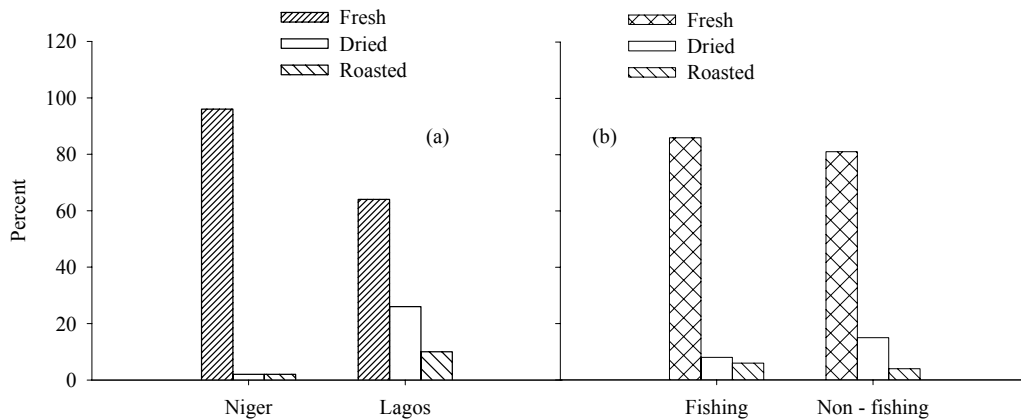 Fresh
Dried
Roasted
Fresh
Dried
Roasted
120
100
80
60
40
20
0
Percent
(a)
(b)
Niger
Lagos
Fishing
Non - fishing